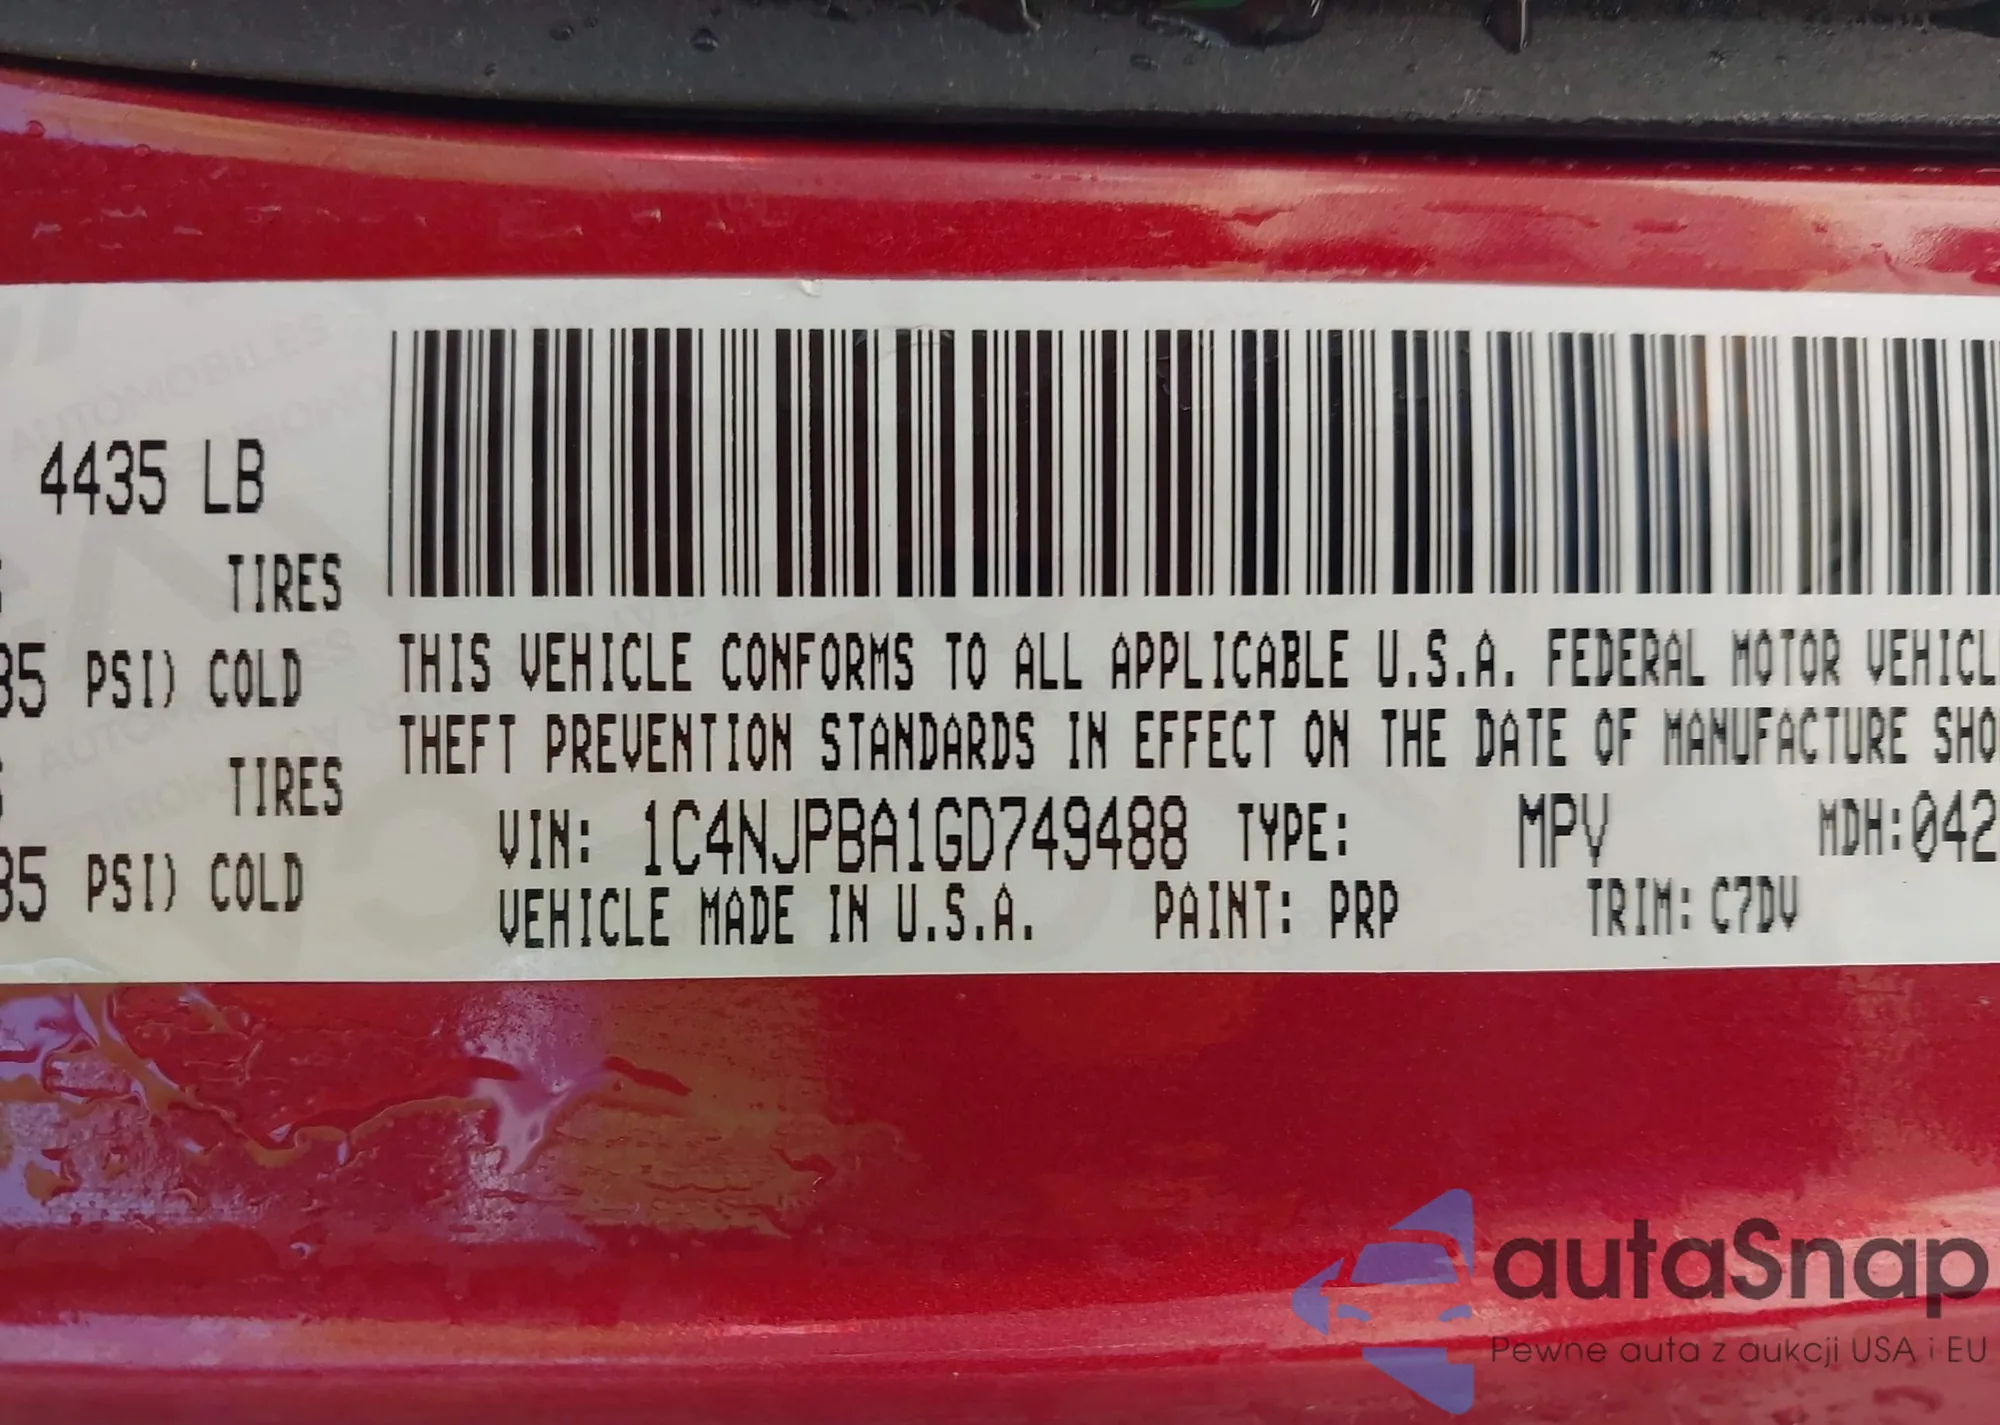 4435 LB
TIRES
35 PSI) COLD
TIRES
35 PSI) COLD
THIS VEHICLE CONFORMS TO ALL APPLICABLE U.S.A. FEDERAL MOTOR VEHICL
THEFT PREVENTION STANDARDS IN EFFECT ON THE DATE OF MANUFACTURE SHO
VIN: 1C4NJPBA1GD749488 TYPE: MPV MDH:042
VEHICLE MADE IN U.S.A. PAINT: PRP TRIM: C7DV
autaSnap
Pewne auta z aukcji USA i EU